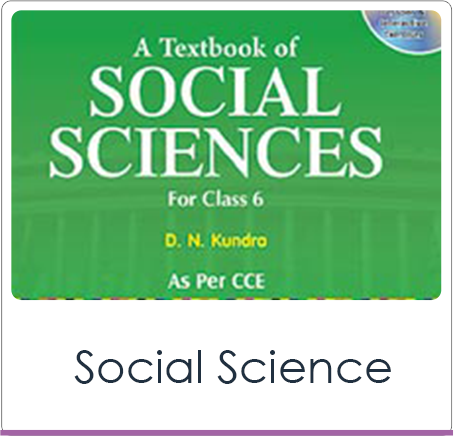 A Textbook of
SOCIAL
SCIENCES
For Class 6
D. N. Kundra
As Per CCE
Social Science